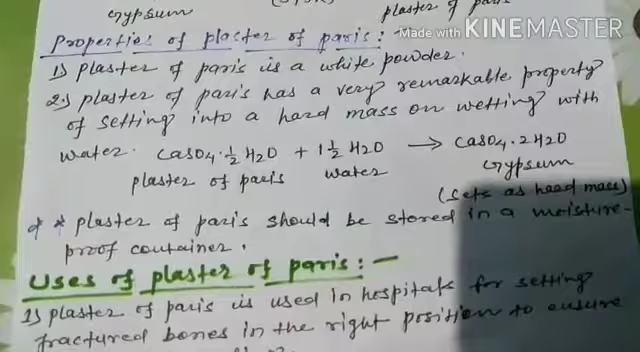 Gypsum
plaster of paris
Made with KINEMASTER
Properties of plaster of paris : -
1) Plaster of paris is a white powder.
2) Plaster of paris has a very remarkable property
of setting into a hard mass on wetting with
water. CaSO4·½H2O + 1½ H2O → CaSO4·2H2O
plaster of paris water Gypsum
(sets as hard mass)
* * plaster of paris should be stored in a moisture-
proof container.
Uses of plaster of paris : -
1) plaster of paris is used in hospitals for setting
fractured bones in the right position to ensure